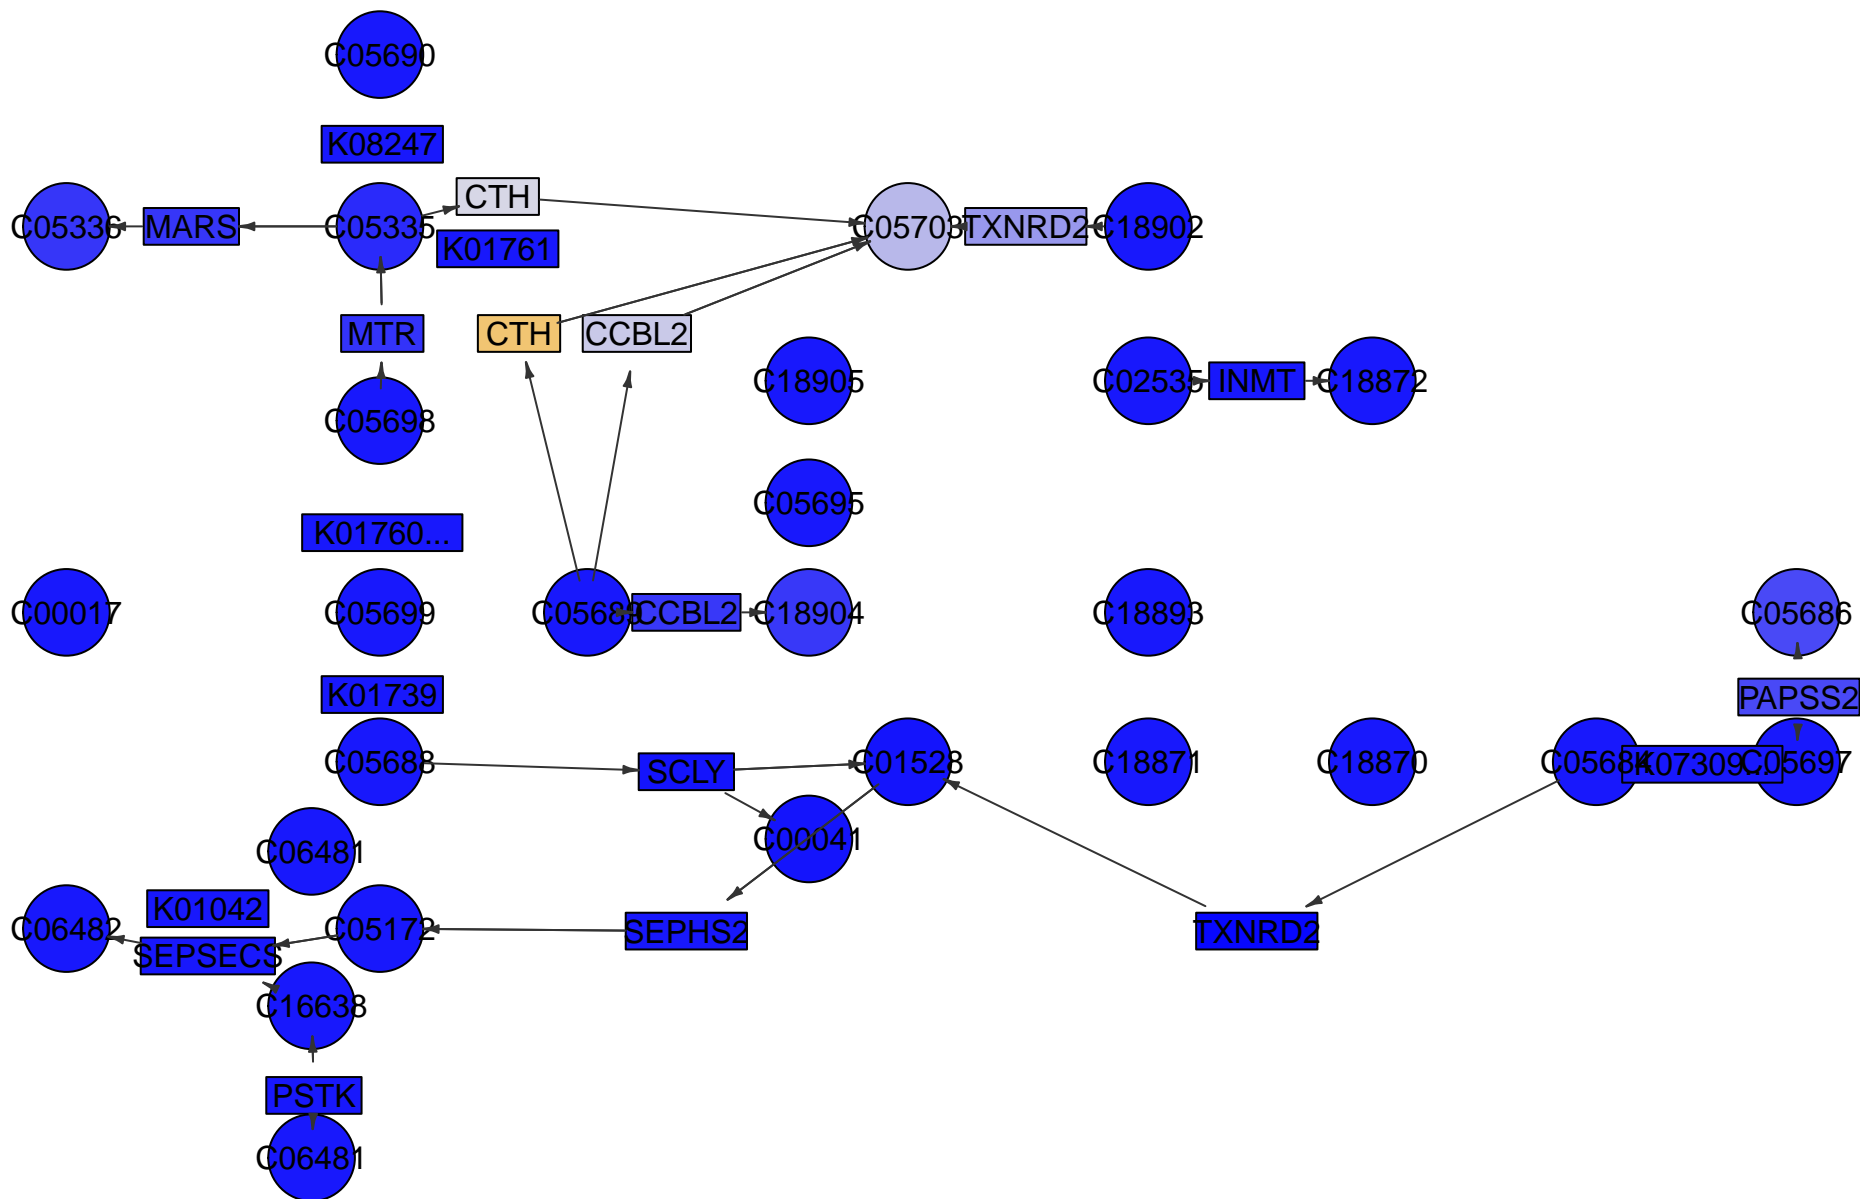 C05690
K08247
CTH
C05336
MARS
C05335
C05703
TXNRD2
C18902
K01761
MTR
CTH
CCBL2
C18905
C02535
INMT
C18872
C05698
C05695
K01760...
C00017
C05699
C05689
CCBL2
C18904
C18893
C05686
K01739
PAPSS2
C05688
SCLY
C01528
C18871
C18870
C05684
K07309...
C05697
C00041
C06481
K01042
C06482
C05172
SEPHS2
TXNRD2
SEPSECS
C16638
PSTK
C06481